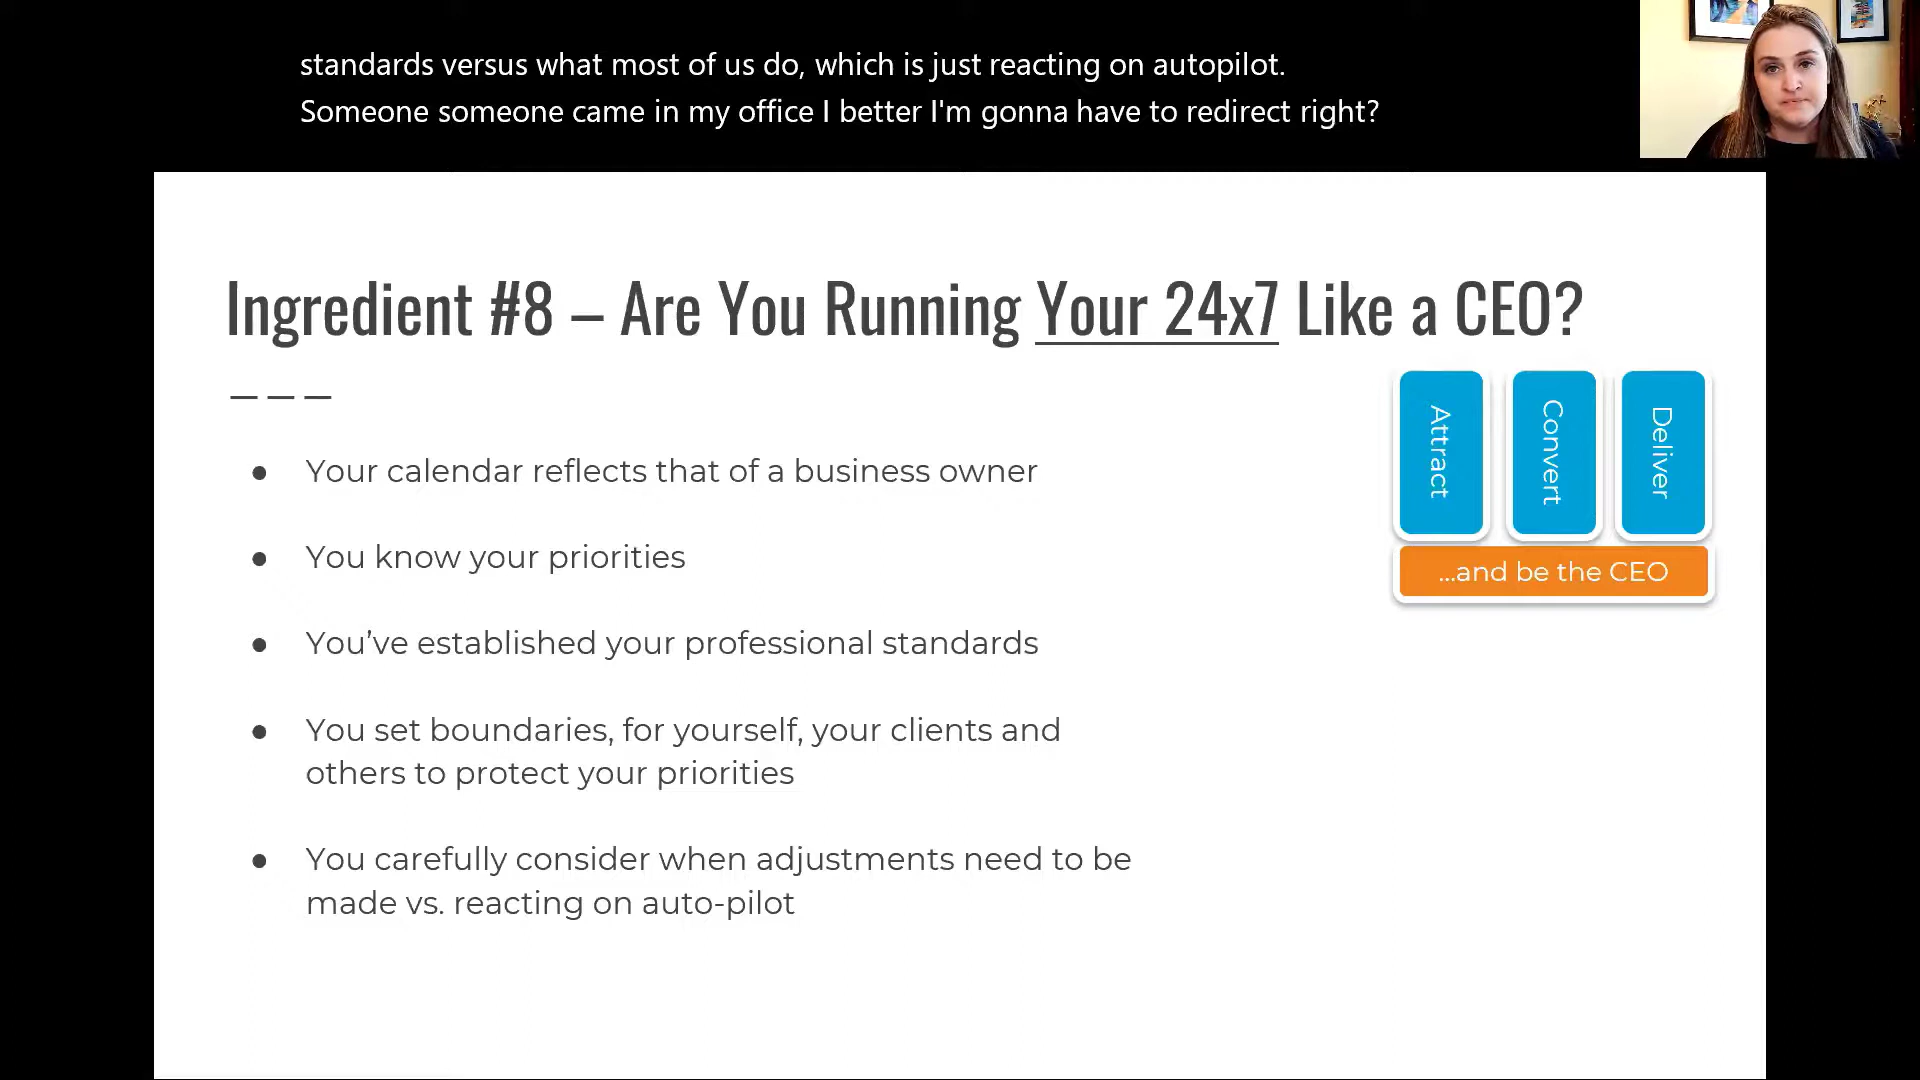 standards versus what most of us do, which is just reacting on autopilot.
Someone someone came in my office I better I'm gonna have to redirect right?
Ingredient #8 – Are You Running Your 24x7 Like a CEO?
● Your calendar reflects that of a business owner
● You know your priorities
● You’ve established your professional standards
● You set boundaries, for yourself, your clients and
others to protect your priorities
● You carefully consider when adjustments need to be
made vs. reacting on auto-pilot
Attract
Convert
Deliver
...and be the CEO